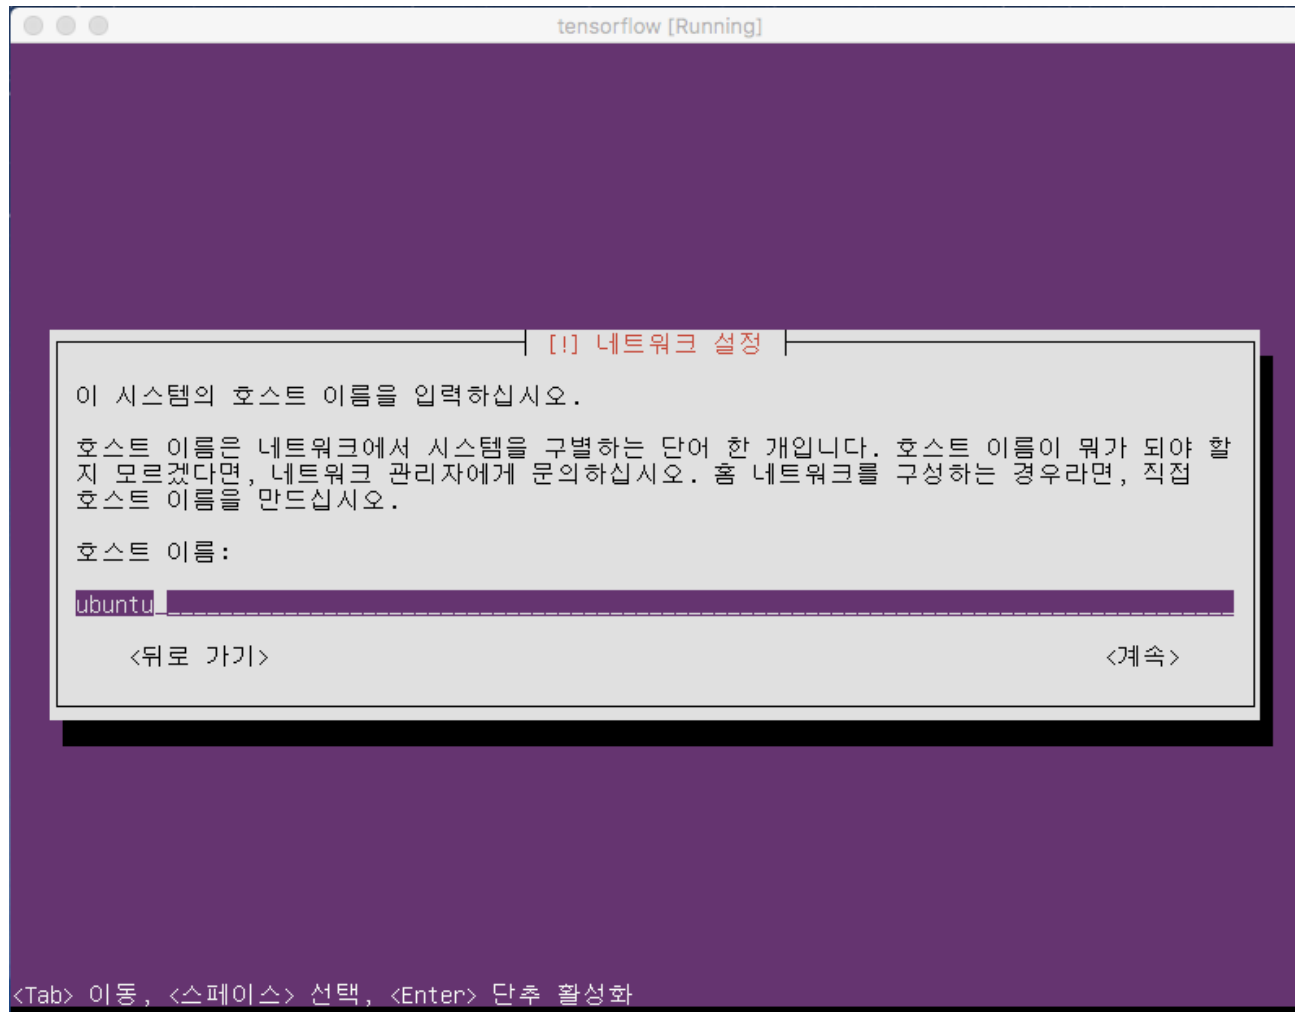 tensorflow [Running]
[!] 네트워크 설정
이 시스템의 호스트 이름을 입력하십시오.
호스트 이름은 네트워크에서 시스템을 구별하는 단어 한 개입니다. 호스트 이름이 뭐가 되야 할
지 모르겠다면, 네트워크 관리자에게 문의하십시오. 홈 네트워크를 구성하는 경우라면, 직접
호스트 이름을 만드십시오.
호스트 이름:
ubuntu
<뒤로 가기> <계속>
<Tab> 이동, <스페이스> 선택, <Enter> 단추 활성화